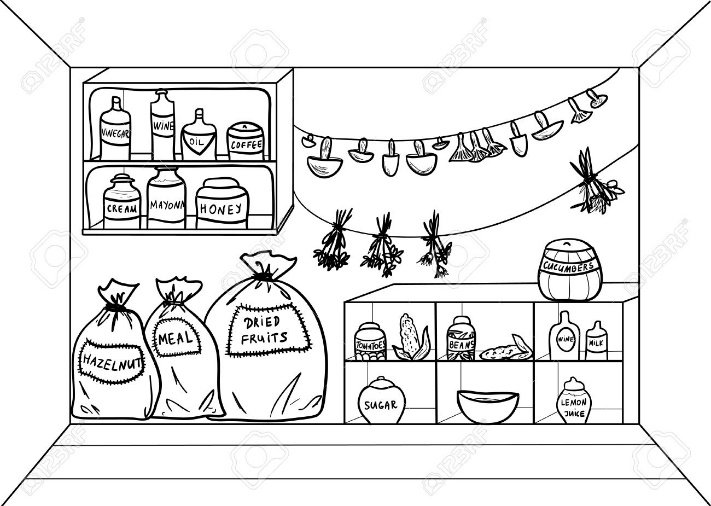 VINEGAR
WINE
OIL
COFFEE
CREAM
MAYONN
HONEY
CUCUMBERS
HAZELNUT
MEAL
DRIED
FRUITS
TOMATOES
BEANS
WINE
MILK
SUGAR
LEMON
JUICE
123RF